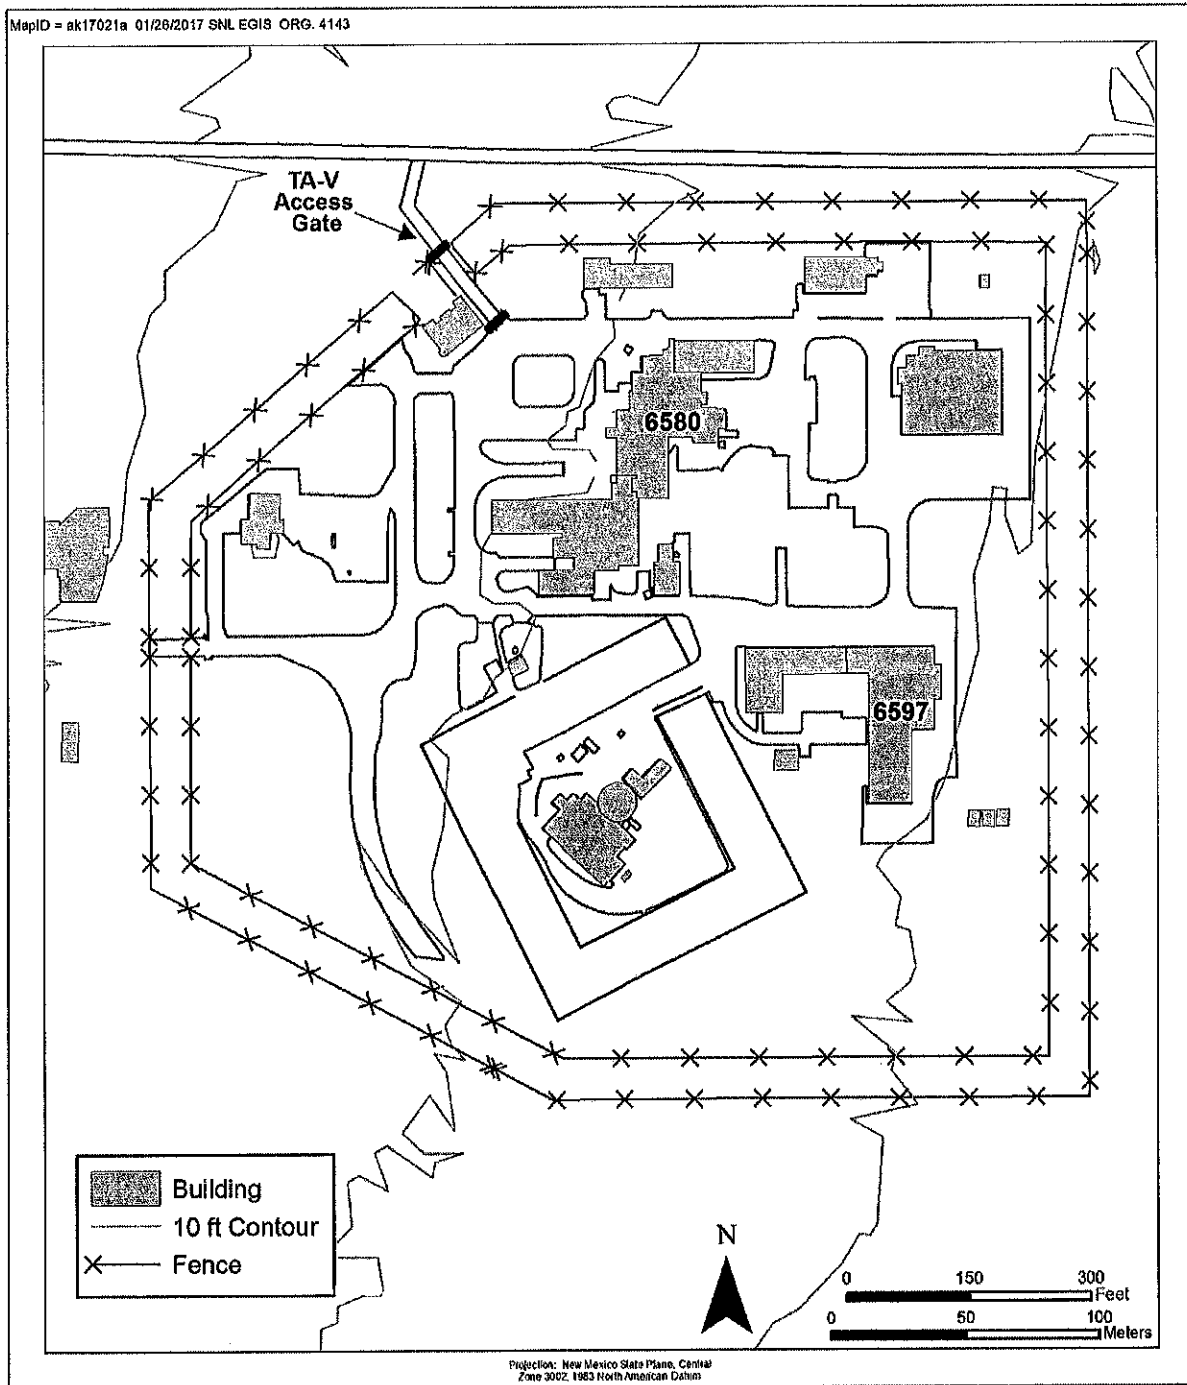 MapID = ak17021a 01/26/2017 SNL EGIS ORG. 4143
TA-V
Access
Gate
6580
6597
Building
10 ft Contour
Fence
N
0 150 300
Feet
0 50 100
Meters
Projection: New Mexico State Plane, Central
Zone 3002, 1983 North American Datum